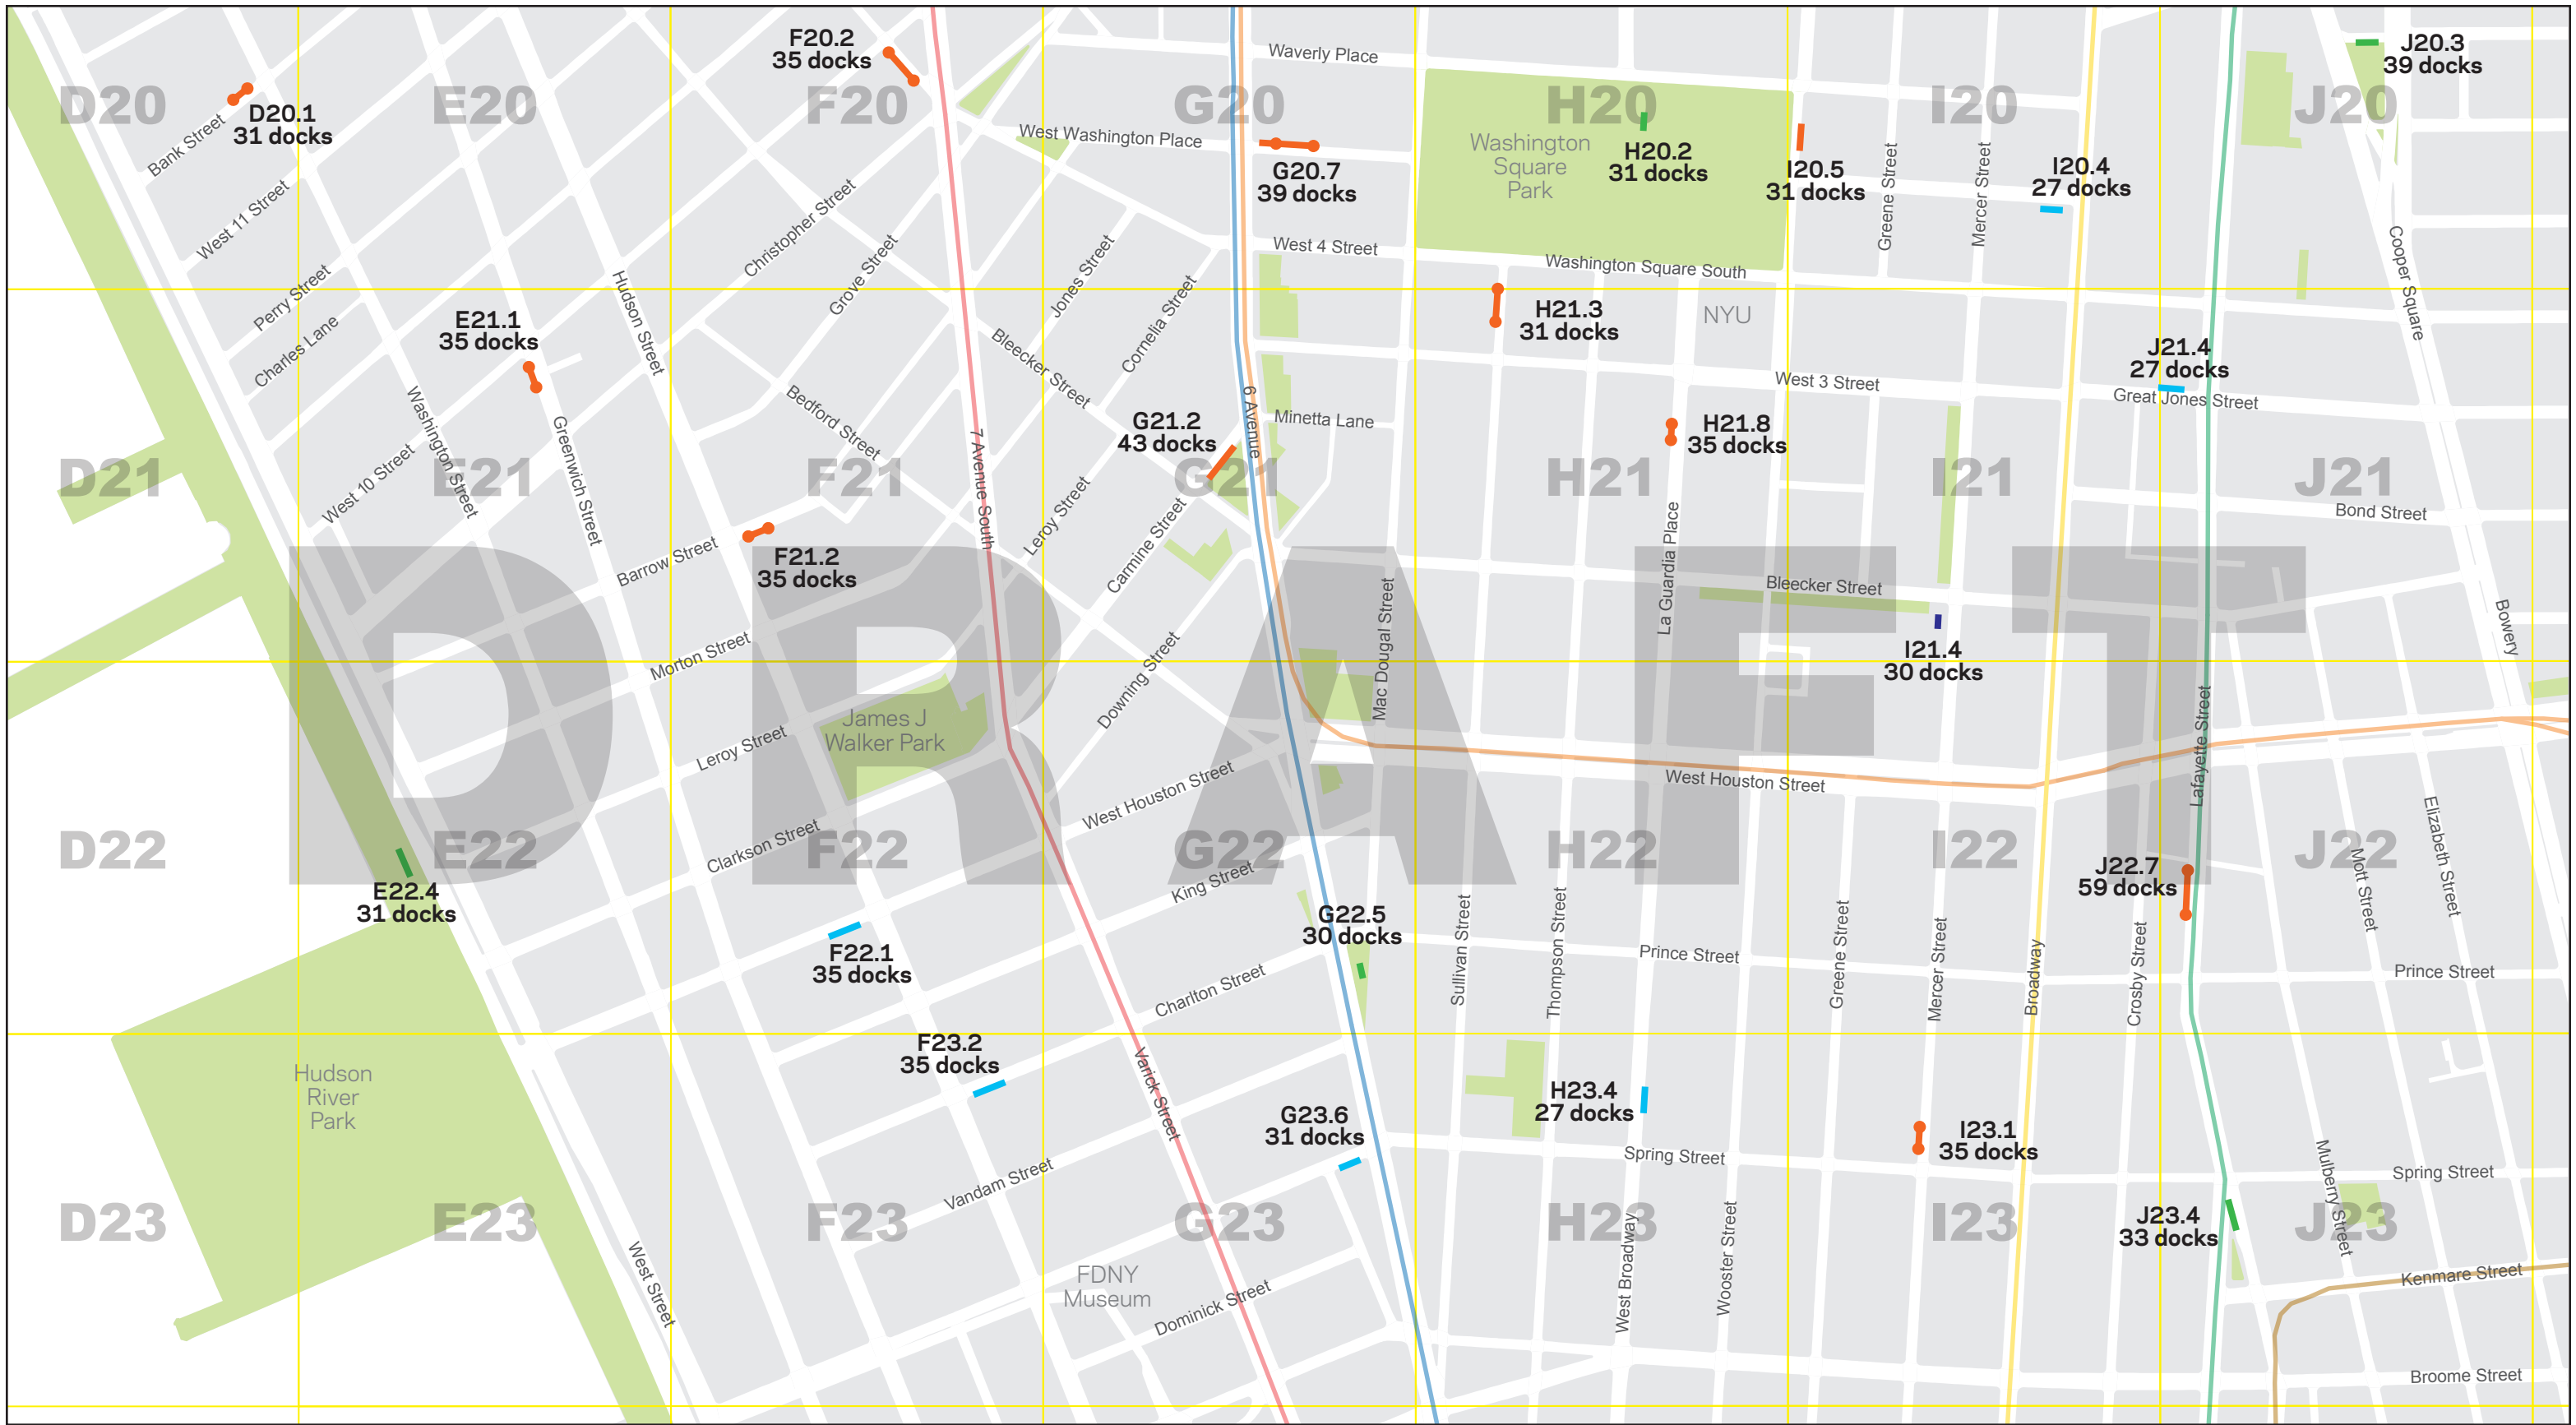 Waverly Place
F20.2
35 docks
J20.3
39 docks
D20
E20
F20
G20
H20
I20
J20
D20.1
31 docks
Bank Street
West Washington Place
Washington
Square
Park
H20.2
31 docks
G20.7
39 docks
I20.5
31 docks
I20.4
27 docks
Greene Street
Mercer Street
West 11 Street
Christopher Street
Grove Street
Jones Street
Cornelia Street
West 4 Street
Washington Square South
Cooper Square
Perry Street
Charles Lane
Hudson Street
E21.1
35 docks
H21.3
31 docks
NYU
Bleecker Street
West 3 Street
J21.4
27 docks
Great Jones Street
Washington Street
Greenwich Street
Bedford Street
7 Avenue South
6 Avenue
G21.2
43 docks
Minetta Lane
H21.8
35 docks
D21
E21
F21
G21
H21
I21
J21
West 10 Street
Leroy Street
Carmine Street
La Guardia Place
Bond Street
Barrow Street
F21.2
35 docks
Bleecker Street
Mac Dougal Street
Bowery
DRAFT
I21.4
30 docks
Morton Street
Downing Street
James J
Walker Park
Leroy Street
Lafayette Street
West Houston Street
West Houston Street
Clarkson Street
Elizabeth Street
Mott Street
D22
E22
F22
G22
H22
I22
J22
E22.4
31 docks
King Street
J22.7
59 docks
F22.1
35 docks
G22.5
30 docks
Sullivan Street
Thompson Street
Prince Street
Greene Street
Mercer Street
Broadway
Crosby Street
Prince Street
Charlton Street
F23.2
35 docks
Hudson
River
Park
Varick Street
G23.6
31 docks
H23.4
27 docks
I23.1
35 docks
Spring Street
Spring Street
Mulberry Street
Vandam Street
D23
E23
F23
G23
H23
I23
J23
J23.4
33 docks
West Street
FDNY
Museum
Dominick Street
West Broadway
Wooster Street
Kenmare Street
Broome Street